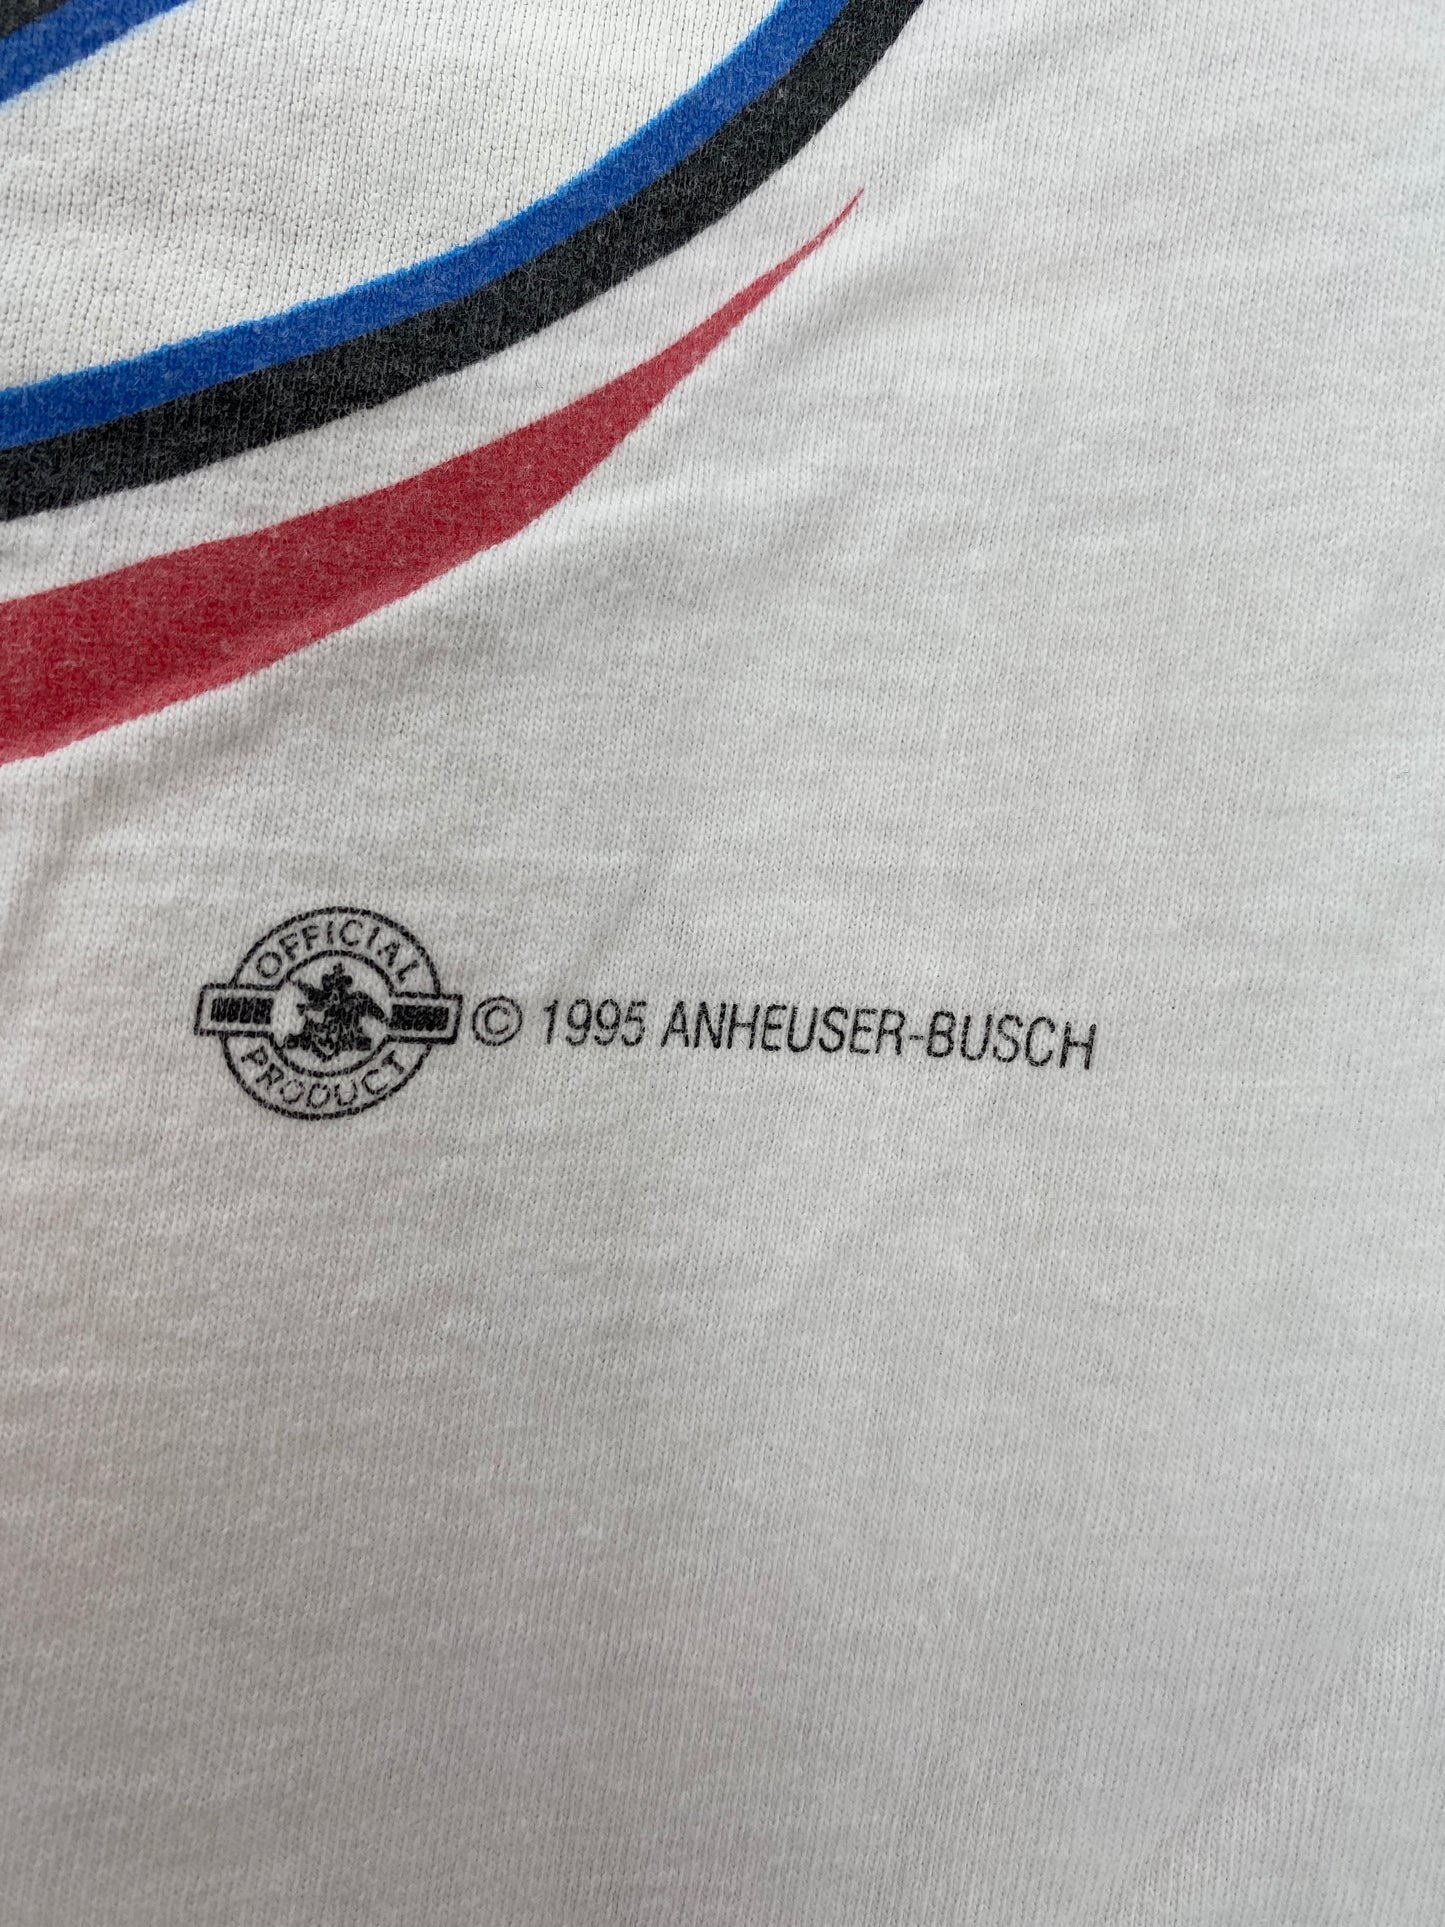 OFFICIAL
PRODUCT
© 1995 ANHEUSER-BUSCH